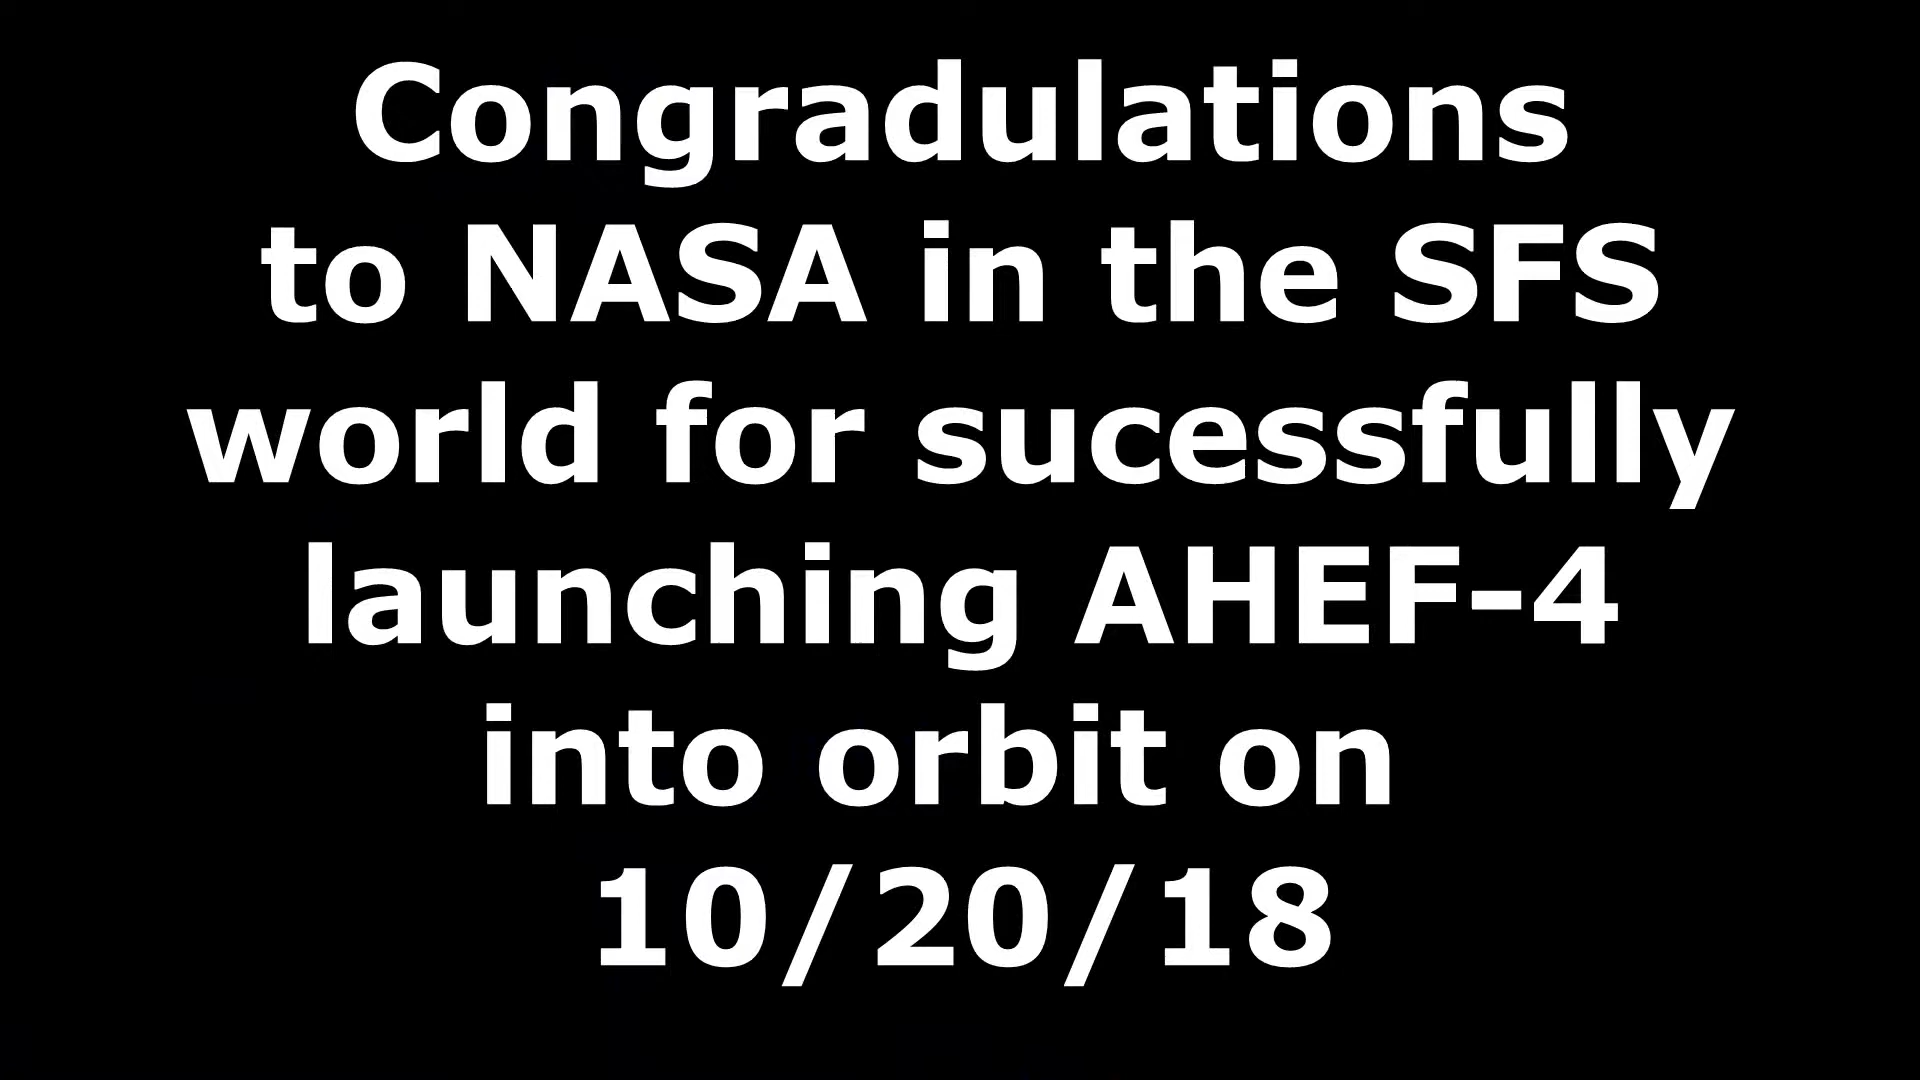 Congradulations
to NASA in the SFS
world for sucessfully
launching AHEF-4
into orbit on
10/20/18